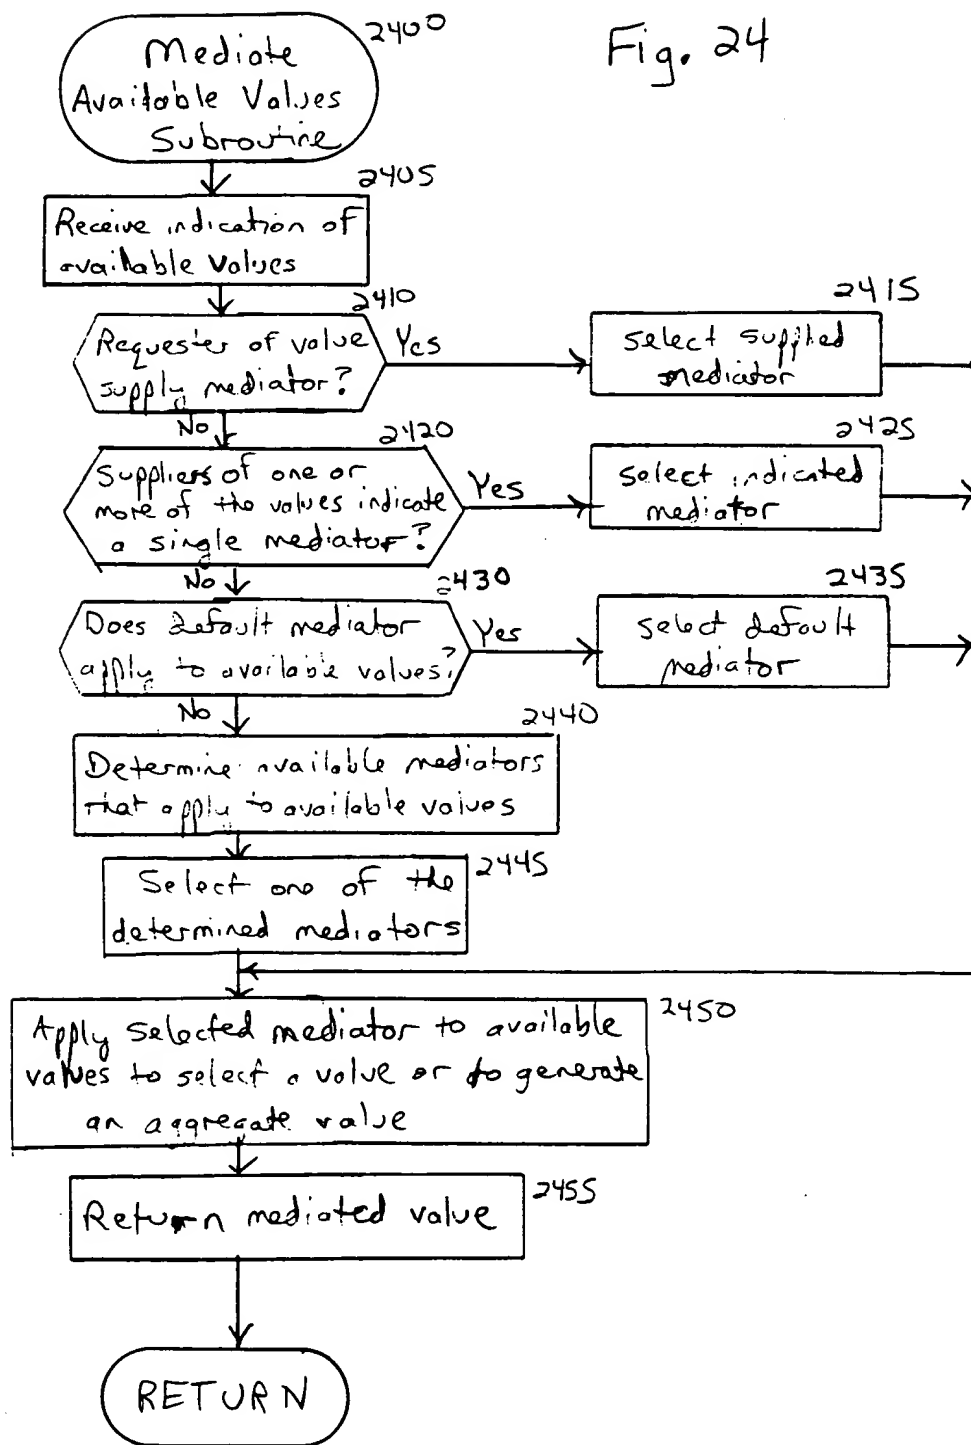 2400
Fig. 24
Mediate
Available Values
Subroutine
2405
Receive indication of
available values
2410
Requester of value
supply mediator?
Yes
2415
select supplied
mediator
No
2420
Suppliers of one or
more of the values indicate
a single mediator?
Yes
2425
select indicated
mediator
No
2430
Does default mediator
apply to available values?
Yes
2435
select default
mediator
No
2440
Determine available mediators
that apply to available values
2445
Select one of the
determined mediators
2450
Apply selected mediator to available
values to select a value or to generate
an aggregate value
2455
Return mediated value
RETURN